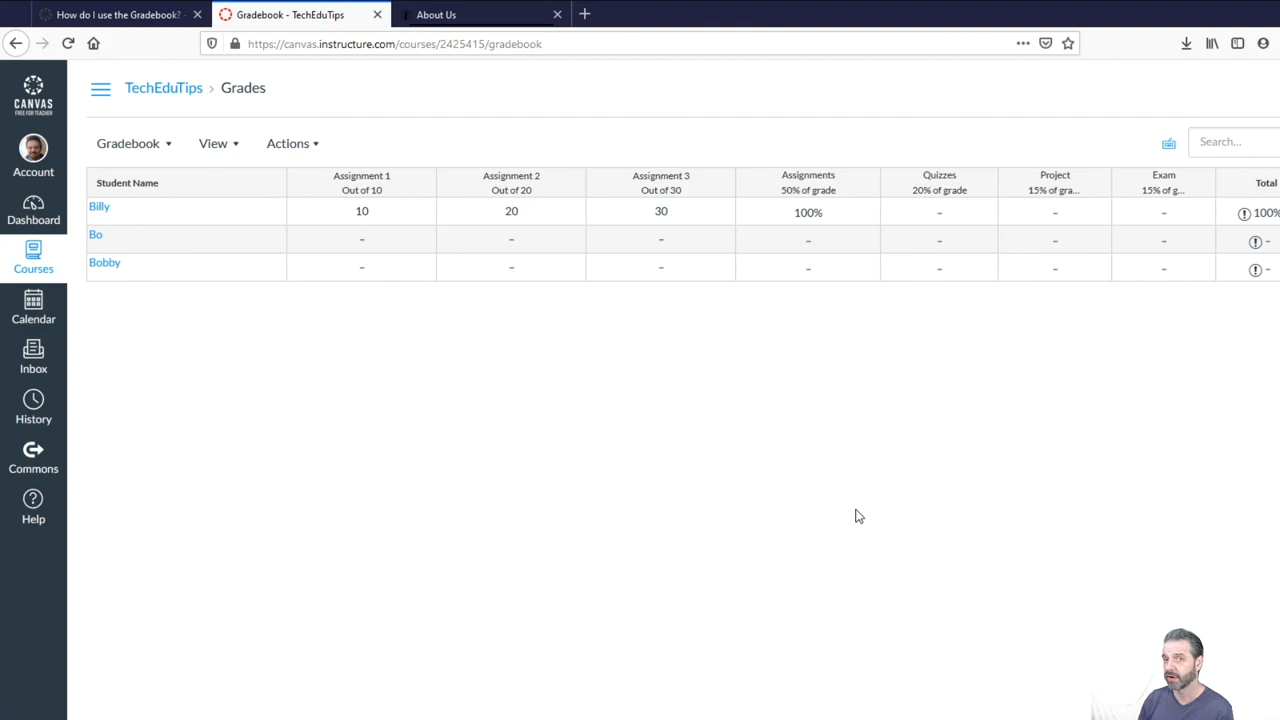 How do I use the Gradebook? -
Gradebook - TechEduTips
About Us
https://canvas.instructure.com/courses/2425415/gradebook
CANVAS
FREE FOR TEACHER
Account
Dashboard
Courses
Calendar
Inbox
History
Commons
Help
TechEduTips › Grades
Gradebook View Actions
Search...
Student Name
Assignment 1
Out of 10
Assignment 2
Out of 20
Assignment 3
Out of 30
Assignments
50% of grade
Quizzes
20% of grade
Project
15% of gra...
Exam
15% of g...
Total
Billy 10 20 30 100% – – – 100%
Bo – – – – – – – –
Bobby – – – – – – – –